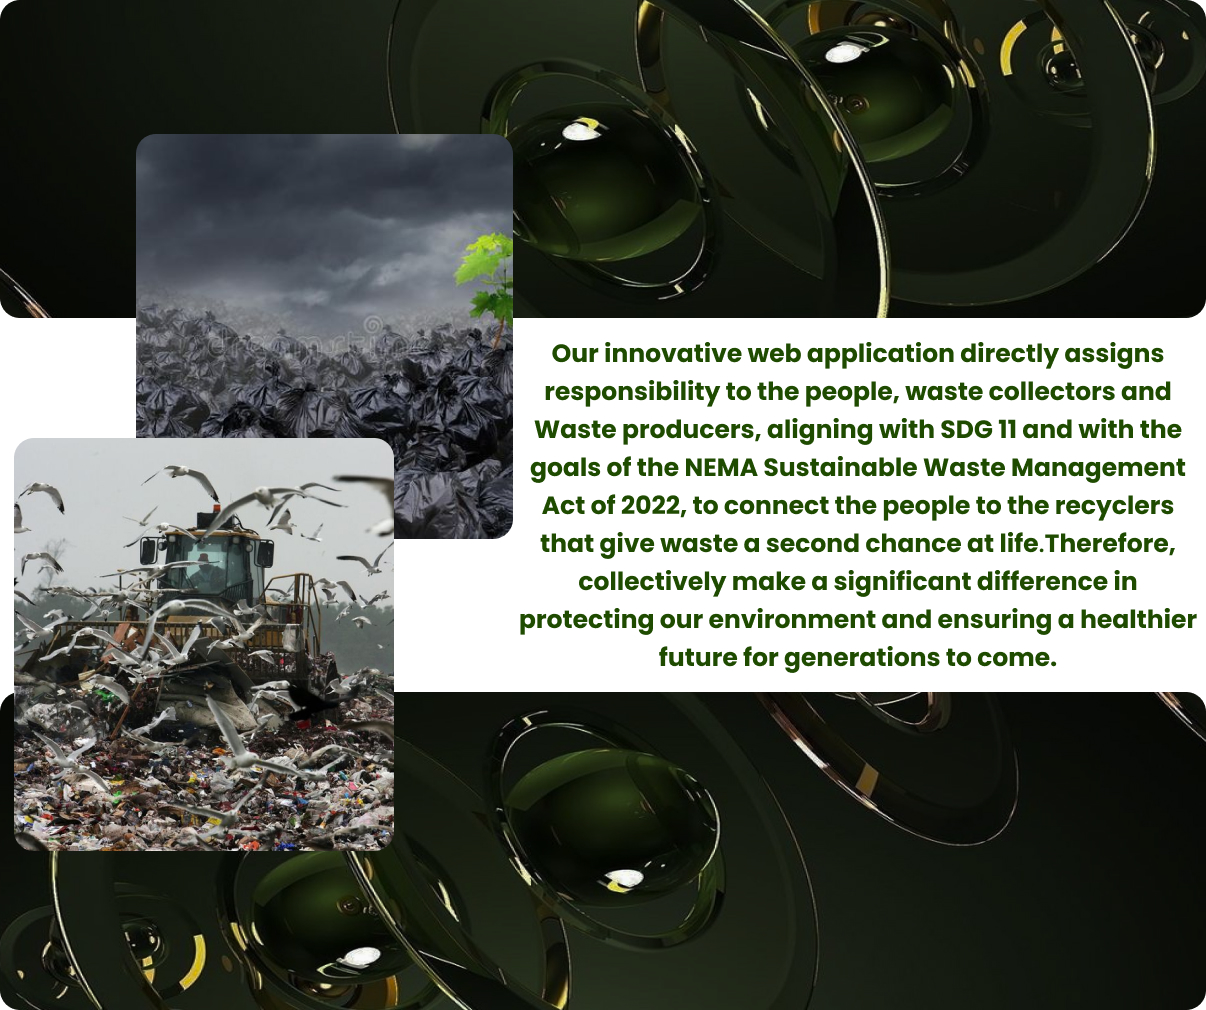 dreamstime
Our innovative web application directly assigns
responsibility to the people, waste collectors and
Waste producers, aligning with SDG 11 and with the
goals of the NEMA Sustainable Waste Management
Act of 2022, to connect the people to the recyclers
that give waste a second chance at life.Therefore,
collectively make a significant difference in
protecting our environment and ensuring a healthier
future for generations to come.